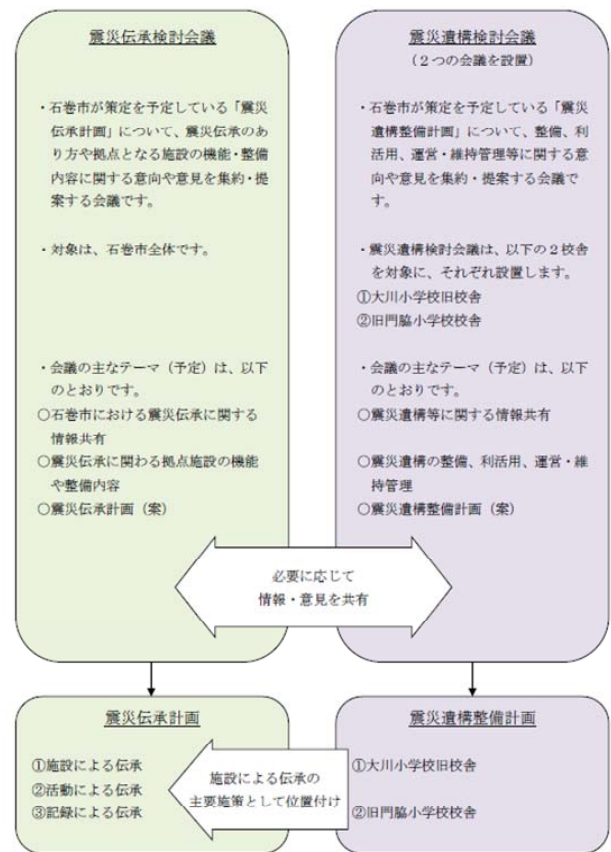 震災伝承検討会議
・石巻市が策定を予定している「震災
伝承計画」について、震災伝承のあ
り方や拠点となる施設の機能・整備
内容に関する意向や意見を集約・提
案する会議です。
・対象は、石巻市全体です。
・会議の主なテーマ（予定）は、以下
のとおりです。
○石巻市における震災伝承に関する
情報共有
○震災伝承に関わる拠点施設の機能
や整備内容
○震災伝承計画（案）
震災遺構検討会議
（２つの会議を設置）
・石巻市が策定を予定している「震災
遺構整備計画」について、整備、利
活用、運営・維持管理等に関する意
向や意見を集約・提案する会議で
す。
・震災遺構検討会議は、以下の２校舎
を対象に、それぞれ設置します。
①大川小学校旧校舎
②旧門脇小学校校舎
・会議の主なテーマ（予定）は、以下
のとおりです。
○震災遺構等に関する情報共有
○震災遺構の整備、利活用、運営・維
持管理
○震災遺構整備計画（案）
必要に応じて
情報・意見を共有
震災伝承計画
①施設による伝承
②活動による伝承
③記録による伝承
施設による伝承の
主要施策として位置付け
震災遺構整備計画
①大川小学校旧校舎
②旧門脇小学校校舎